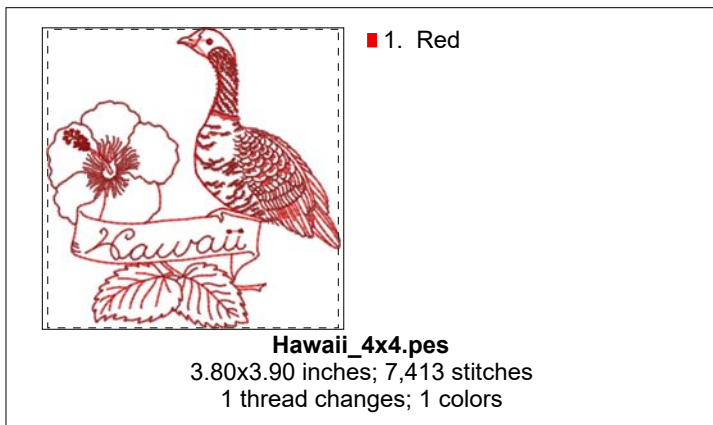 1. Red
Hawaii
Hawaii_4x4.pes
3.80x3.90 inches; 7,413 stitches
1 thread changes; 1 colors